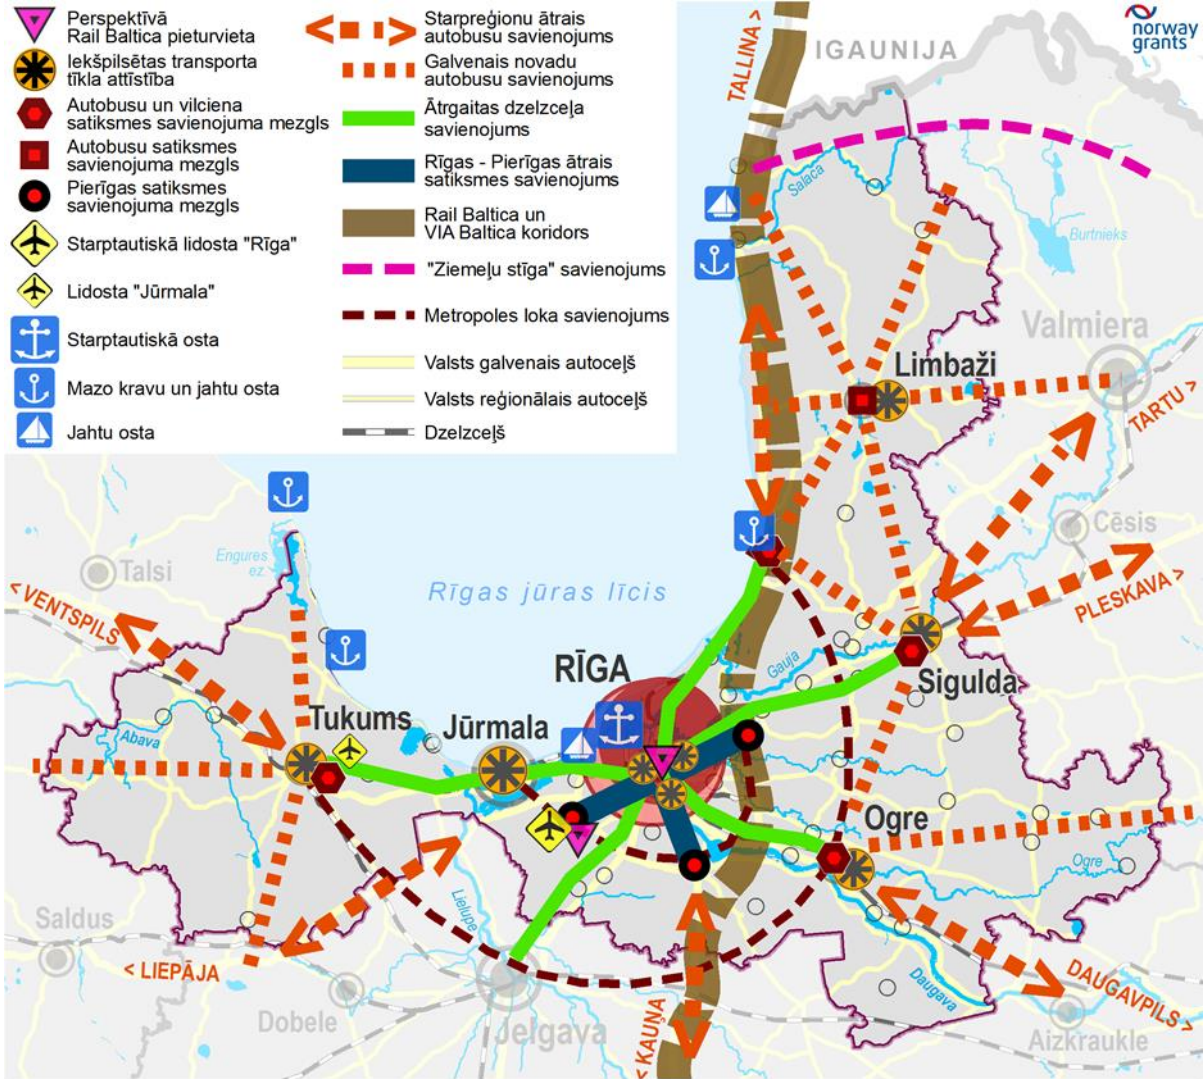 Perspektīvā
Rail Baltica pieturvieta
Iekšpilsētas transporta
tīkla attīstība
Autobusu un vilciena
satiksmes savienojuma mezgls
Autobusu satiksmes
savienojuma mezgls
Pierīgas satiksmes
savienojuma mezgls
Starptautiskā lidosta "Rīga"
Lidosta "Jūrmala"
Starptautiskā osta
Mazo kravu un jahtu osta
Jahtu osta
Starpreģionu ātrais
autobusu savienojums
Galvenais novadu
autobusu savienojums
Ātrgaitas dzelzceļa
savienojums
Rīgas - Pierīgas ātrais
satiksmes savienojums
Rail Baltica un
VIA Baltica koridors
"Ziemeļu stīga" savienojums
Metropoles loka savienojums
Valsts galvenais autoceļš
Valsts reģionālais autoceļš
Dzelzceļš
norway
grants
IGAUNIJA
TALLINA >
Salaca
Burtnieks
Valmiera
Limbaži
TARTU >
Cēsis
PLESKAVA >
Engures
ez.
Talsi
< VENTSPILS
Rīgas jūras līcis
RĪGA
Gauja
Sigulda
Tukums
Jūrmala
Abava
Ogre
Ogre
Lielupe
Saldus
< LIEPĀJA
Dobele
Jelgava
< KAUŅA
Daugava
DAUGAVPILS >
Aizkraukle